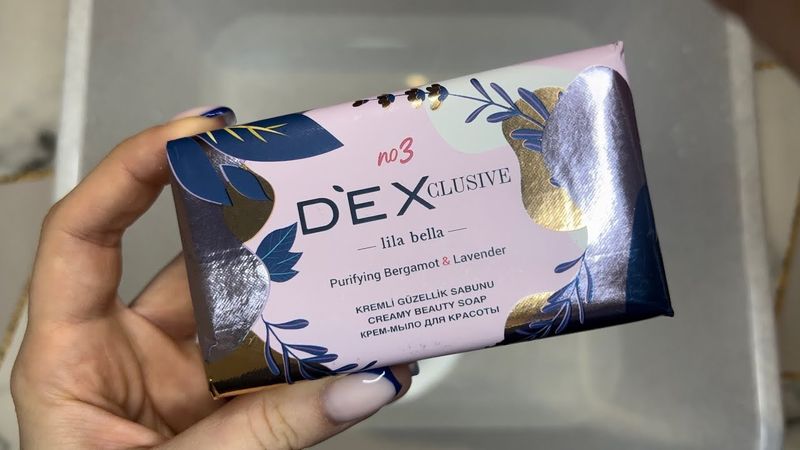 no3
D'EXCLUSIVE
lila bella
Purifying Bergamot & Lavender
KREMLİ GÜZELLİK SABUNU
CREAMY BEAUTY SOAP
КРЕМ-МЫЛО ДЛЯ КРАСОТЫ